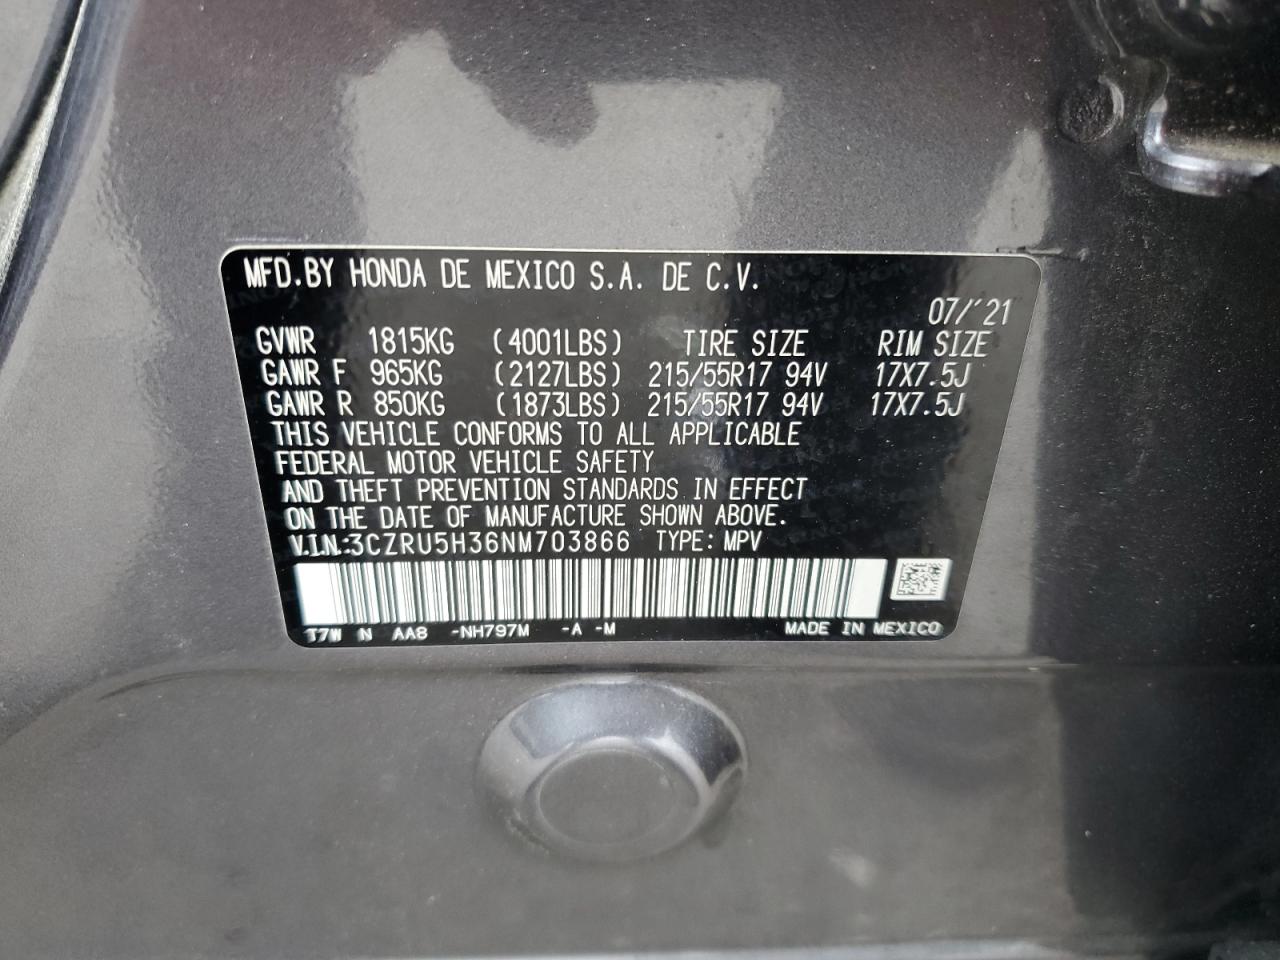 MFD.BY HONDA DE MEXICO S.A. DE C.V.
07/'21
GVWR 1815KG (4001LBS) TIRE SIZE RIM SIZE
GAWR F 965KG (2127LBS) 215/55R17 94V 17X7.5J
GAWR R 850KG (1873LBS) 215/55R17 94V 17X7.5J
THIS VEHICLE CONFORMS TO ALL APPLICABLE
FEDERAL MOTOR VEHICLE SAFETY
AND THEFT PREVENTION STANDARDS IN EFFECT
ON THE DATE OF MANUFACTURE SHOWN ABOVE.
V.I.N.:3CZRU5H36NM703866 TYPE: MPV
T7W N AA8 -NH797M -A -M MADE IN MEXICO